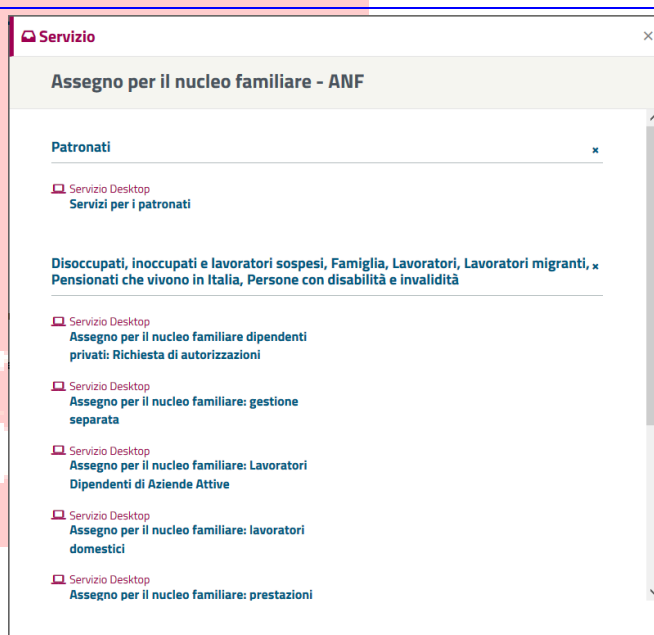 Servizio
Assegno per il nucleo familiare - ANF
Patronati
Servizio Desktop
Servizi per i patronati
Disoccupati, inoccupati e lavoratori sospesi, Famiglia, Lavoratori, Lavoratori migranti,
Pensionati che vivono in Italia, Persone con disabilità e invalidità
Servizio Desktop
Assegno per il nucleo familiare dipendenti
privati: Richiesta di autorizzazioni
Servizio Desktop
Assegno per il nucleo familiare: gestione
separata
Servizio Desktop
Assegno per il nucleo familiare: Lavoratori
Dipendenti di Aziende Attive
Servizio Desktop
Assegno per il nucleo familiare: lavoratori
domestici
Servizio Desktop
Assegno per il nucleo familiare: prestazioni